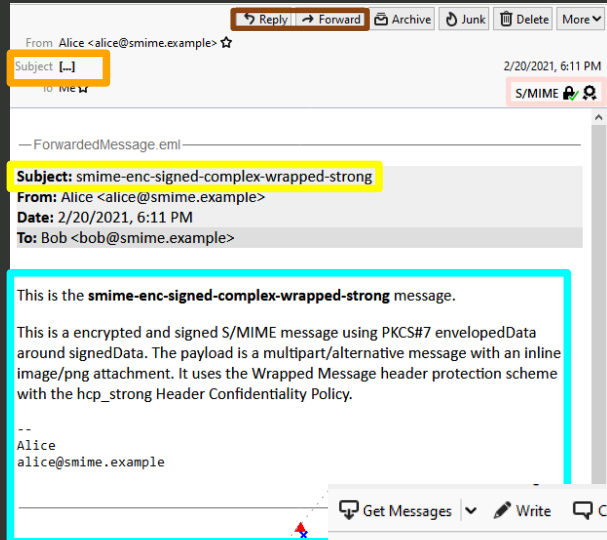 Reply Forward Archive Junk Delete More
From Alice <alice@smime.example>
Subject [...] 2/20/2021, 6:11 PM
To Me
S/MIME
ForwardedMessage.eml
Subject: smime-enc-signed-complex-wrapped-strong
From: Alice <alice@smime.example>
Date: 2/20/2021, 6:11 PM
To: Bob <bob@smime.example>
This is the smime-enc-signed-complex-wrapped-strong message.
This is a encrypted and signed S/MIME message using PKCS#7 envelopedData
around signedData. The payload is a multipart/alternative message with an inline
image/png attachment. It uses the Wrapped Message header protection scheme
with the hcp_strong Header Confidentiality Policy.
--
Alice
alice@smime.example
Get Messages Write C